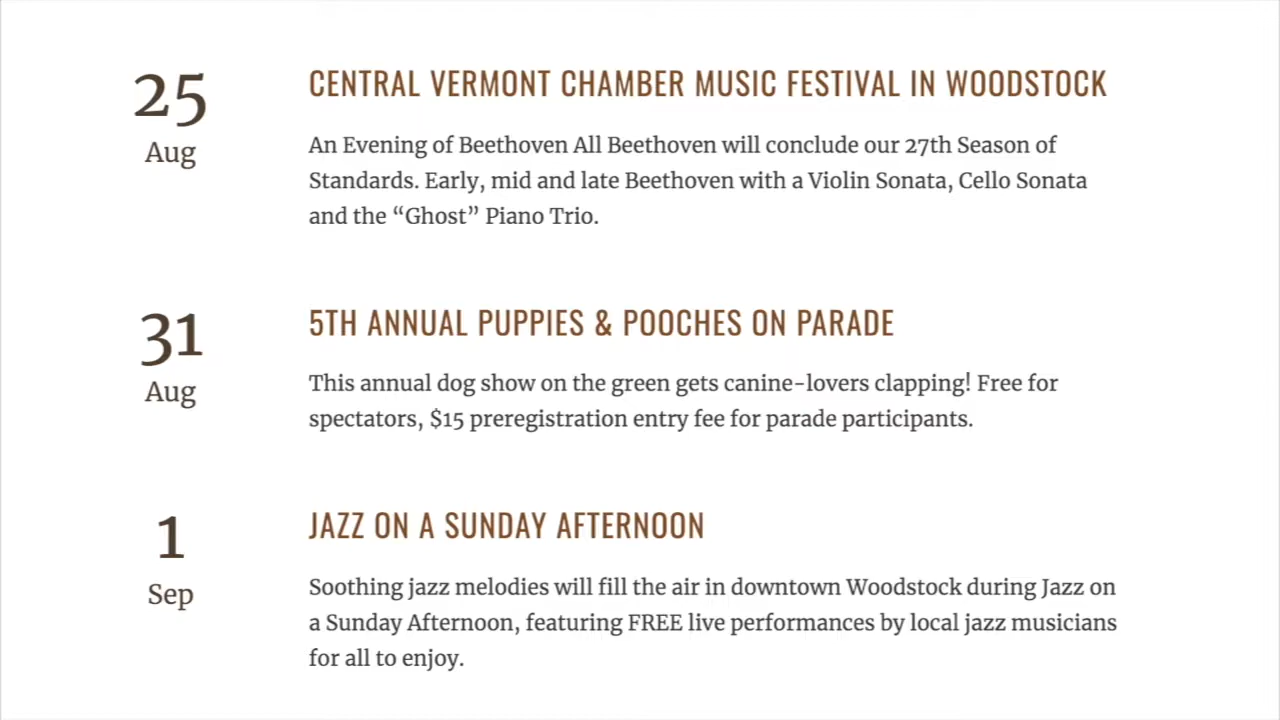 25
Aug
CENTRAL VERMONT CHAMBER MUSIC FESTIVAL IN WOODSTOCK
An Evening of Beethoven All Beethoven will conclude our 27th Season of
Standards. Early, mid and late Beethoven with a Violin Sonata, Cello Sonata
and the “Ghost” Piano Trio.
31
Aug
5TH ANNUAL PUPPIES & POOCHES ON PARADE
This annual dog show on the green gets canine-lovers clapping! Free for
spectators, $15 preregistration entry fee for parade participants.
1
Sep
JAZZ ON A SUNDAY AFTERNOON
Soothing jazz melodies will fill the air in downtown Woodstock during Jazz on
a Sunday Afternoon, featuring FREE live performances by local jazz musicians
for all to enjoy.